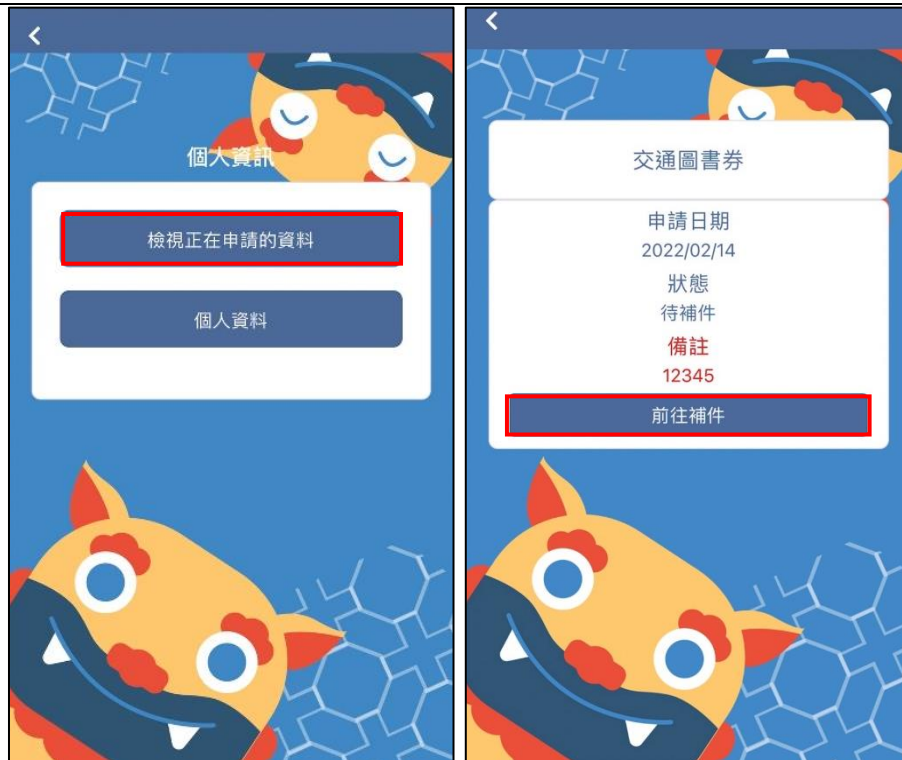 個人資訊
檢視正在申請的資料
個人資料
交通圖書券
申請日期
2022/02/14
狀態
待補件
備註
12345
前往補件